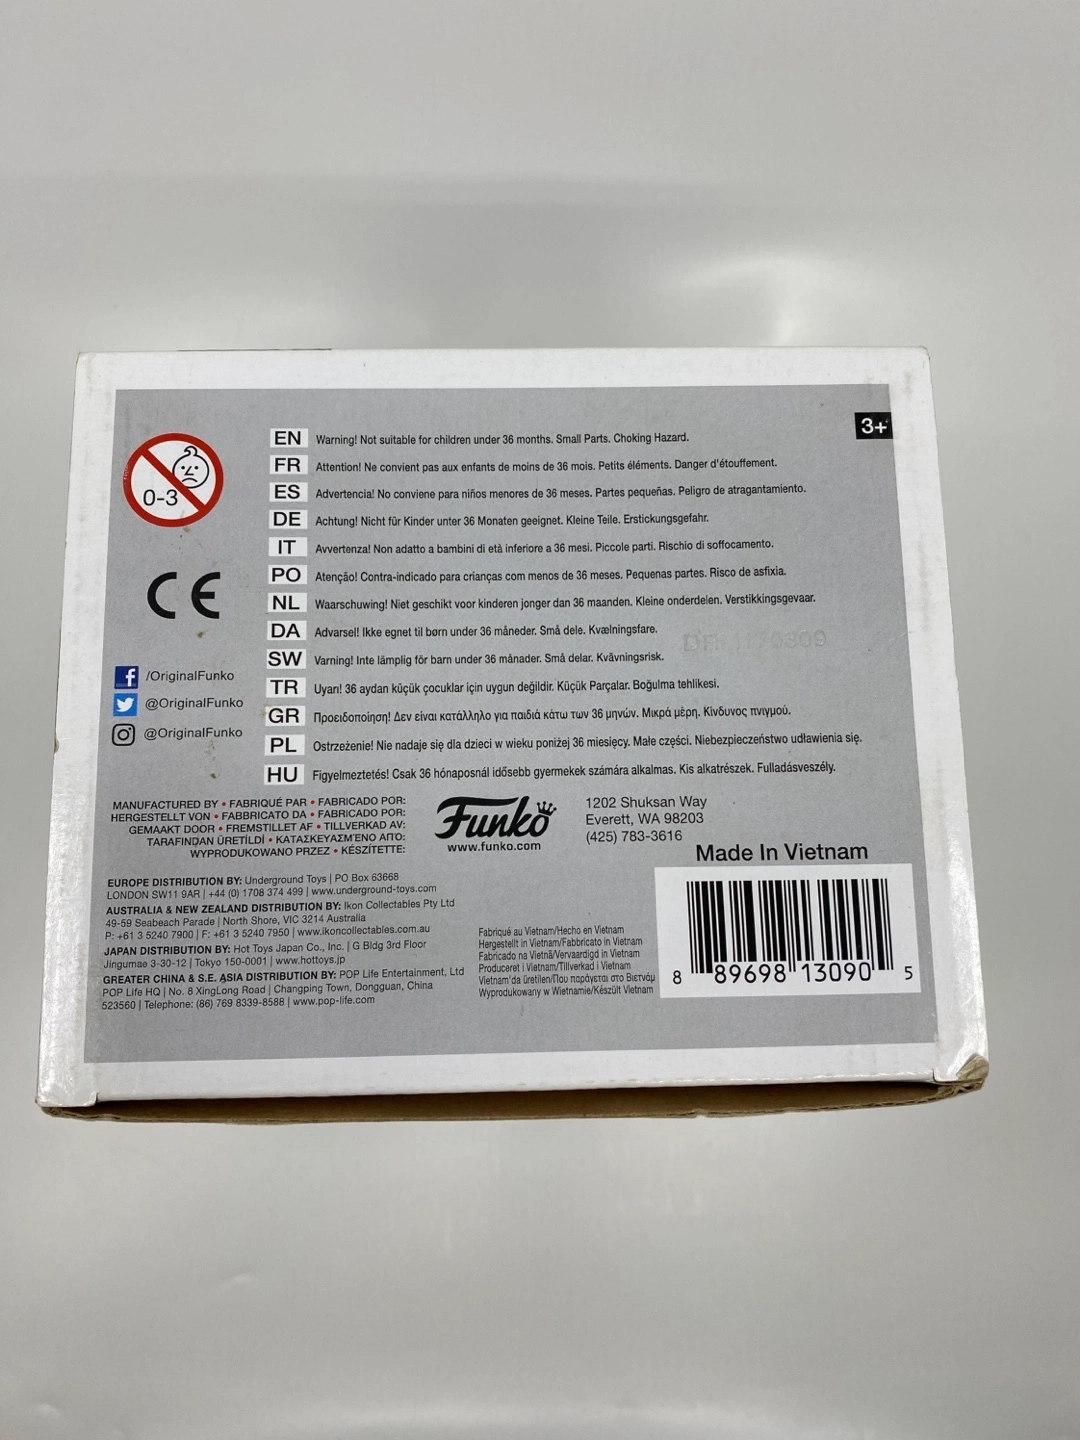 3+
0-3
EN Warning! Not suitable for children under 36 months. Small Parts. Choking Hazard.
FR Attention! Ne convient pas aux enfants de moins de 36 mois. Petits éléments. Danger d'étouffement.
ES Advertencia! No conviene para niños menores de 36 meses. Partes pequeñas. Peligro de atragantamiento.
DE Achtung! Nicht für Kinder unter 36 Monaten geeignet. Kleine Teile. Erstickungsgefahr.
IT Avvertenza! Non adatto a bambini di età inferiore a 36 mesi. Piccole parti. Rischio di soffocamento.
PO Atenção! Contra-indicado para crianças com menos de 36 meses. Pequenas partes. Risco de asfixia.
NL Waarschuwing! Niet geschikt voor kinderen jonger dan 36 maanden. Kleine onderdelen. Verstikkingsgevaar.
DA Advarsel! Ikke egnet til børn under 36 måneder. Små dele. Kvælningsfare.
SW Varning! Inte lämplig för barn under 36 månader. Små delar. Kvävningsrisk.
TR Uyarı! 36 aydan küçük çocuklar için uygun değildir. Küçük Parçalar. Boğulma tehlikesi.
GR Προειδοποίηση! Δεν είναι κατάλληλο για παιδιά κάτω των 36 μηνών. Μικρά μέρη. Κίνδυνος πνιγμού.
PL Ostrzeżenie! Nie nadaje się dla dzieci w wieku poniżej 36 miesięcy. Małe części. Niebezpieczeństwo udławienia się.
HU Figyelmeztetés! Csak 36 hónaposnál idősebb gyermekek számára alkalmas. Kis alkatrészek. Fulladásveszély.
CE
/OriginalFunko
@OriginalFunko
@OriginalFunko
MANUFACTURED BY • FABRIQUÉ PAR • FABRICADO POR:
HERGESTELLT VON • FABBRICATO DA • FABRICADO POR:
GEMAAKT DOOR • FREMSTILLET AF • TILLVERKAD AV:
TARAFINDAN ÜRETİLDİ • ΚΑΤΑΣΚΕΥΑΣΜΈΝΟ ΑΠΌ:
WYPRODUKOWANO PRZEZ • KÉSZÍTETTE:
Funko
www.funko.com
1202 Shuksan Way
Everett, WA 98203
(425) 783-3616
Made In Vietnam
EUROPE DISTRIBUTION BY: Underground Toys | PO Box 63668
LONDON SW11 9AR | +44 (0) 1708 374 499 | www.underground-toys.com
AUSTRALIA & NEW ZEALAND DISTRIBUTION BY: Ikon Collectables Pty Ltd
49-59 Seabeach Parade | North Shore, VIC 3214 Australia
P: +61 3 5240 7900 | F: +61 3 5240 7950 | www.ikoncollectables.com.au
JAPAN DISTRIBUTION BY: Hot Toys Japan Co., Inc. | G Bldg 3rd Floor
Jingumae 3-30-12 | Tokyo 150-0001 | www.hottoys.jp
GREATER CHINA & S.E. ASIA DISTRIBUTION BY: POP Life Entertainment, Ltd
POP Life HQ | No. 8 XingLong Road | Changping Town, Dongguan, China
523560 | Telephone: (86) 769 8339-8588 | www.pop-life.com
Fabriqué au Vietnam/Hecho en Vietnam
Hergestellt in Vietnam/Fabbricato in Vietnam
Fabricado na Vietnã/Vervaardigd in Vietnam
Produceret i Vietnam/Tillverkad i Vietnam
Vietnam'da üretilen/Που παράγεται στο Βιετνάμ
Wyprodukowany w Wietnamie/Készült Vietnam
8 89698 13090 5